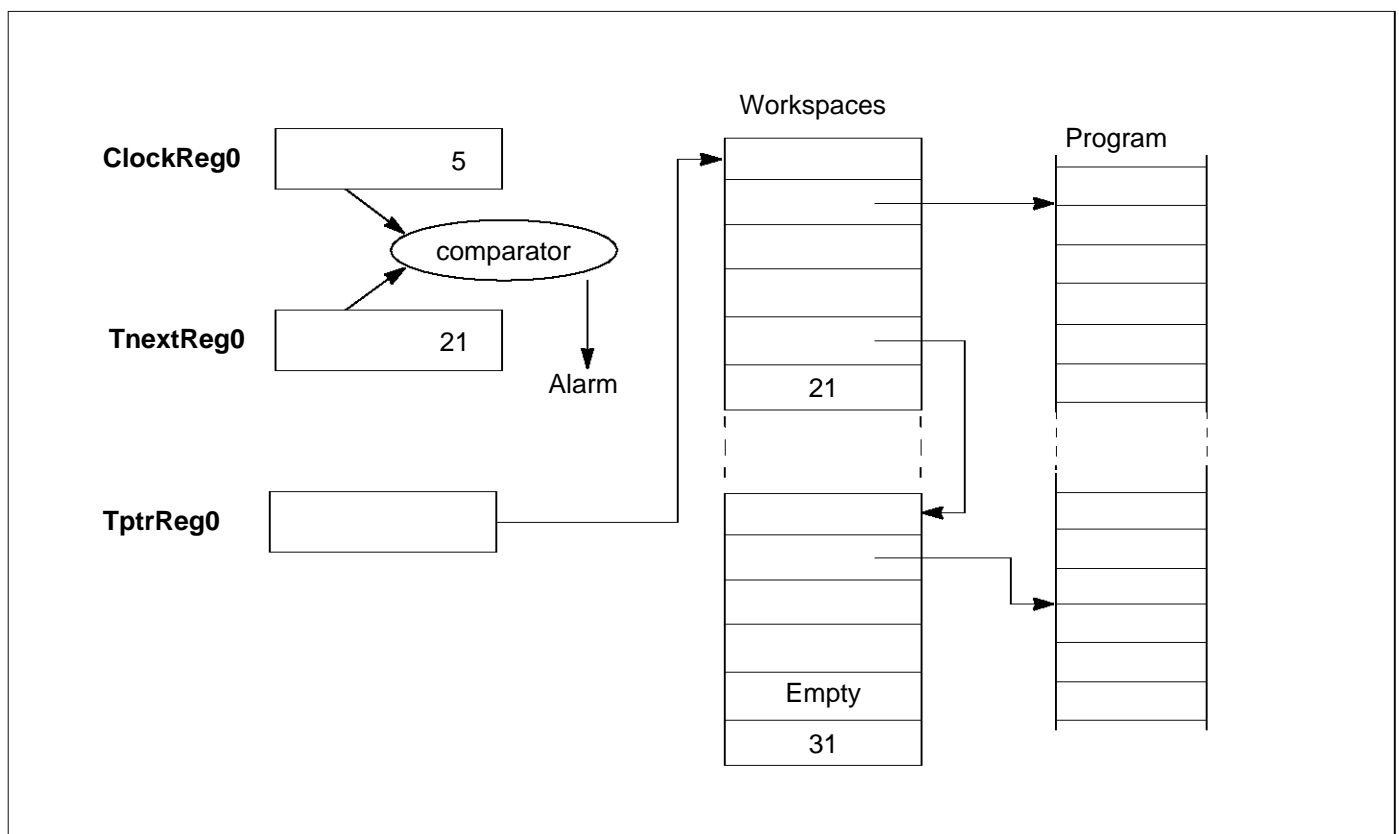 Workspaces
Program
ClockReg0
5
comparator
TnextReg0
21
Alarm
21
TptrReg0
Empty
31